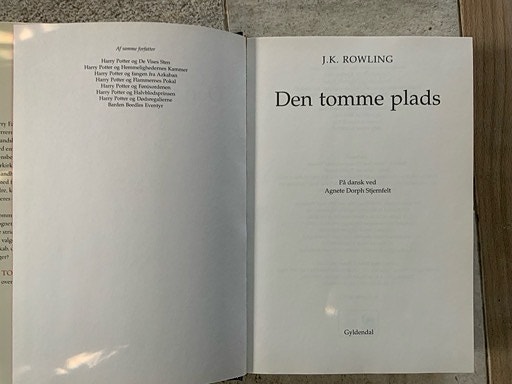 Af samme forfatter
Harry Potter og De Vises Sten
Harry Potter og Hemmelighedernes Kammer
Harry Potter og fangen fra Azkaban
Harry Potter og Flammernes Pokal
Harry Potter og Fønixordenen
Harry Potter og Halvblodsprinsen
Harry Potter og Dødsregalierne
Barden Beedles Eventyr
J.K. ROWLING
Den tomme plads
På dansk ved
Agnete Dorph Stjernfelt
Gyldendal